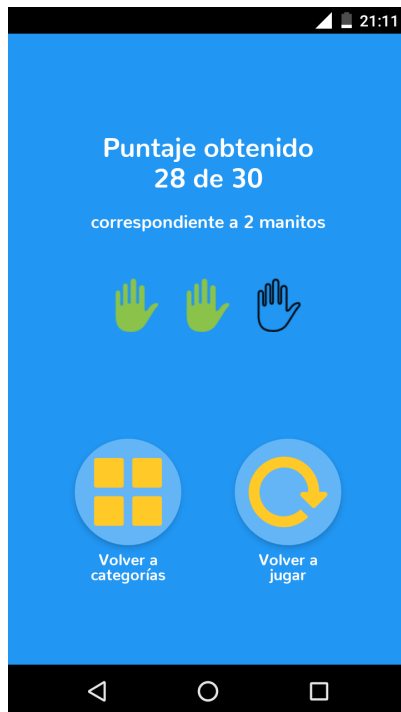 21:11
Puntaje obtenido
28 de 30
correspondiente a 2 manitos
Volver a
categorías
Volver a
jugar